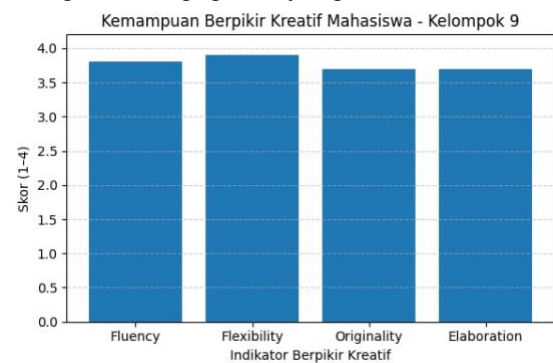 Kemampuan Berpikir Kreatif Mahasiswa - Kelompok 9
4.0
3.5
3.0
2.5
2.0
1.5
1.0
0.5
0.0
Skor (1–4)
Fluency Flexibility Originality Elaboration
Indikator Berpikir Kreatif